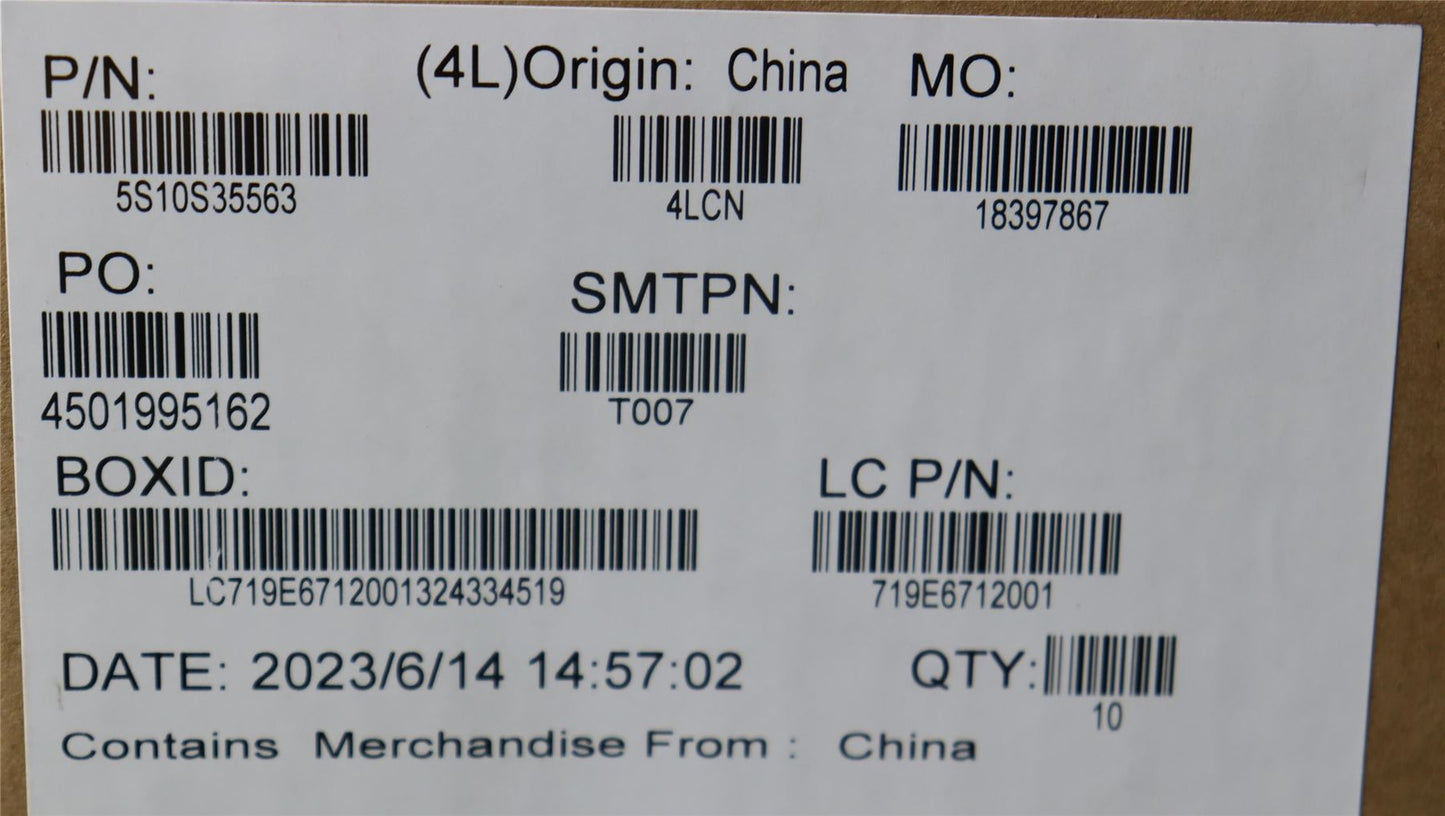 P/N: (4L)Origin: China MO:
5S10S35563 4LCN 18397867
PO: SMTPN:
4501995162 T007
BOXID: LC P/N:
LC719E6712001324334519 719E6712001
DATE: 2023/6/14 14:57:02 QTY:
10
Contains Merchandise From : China